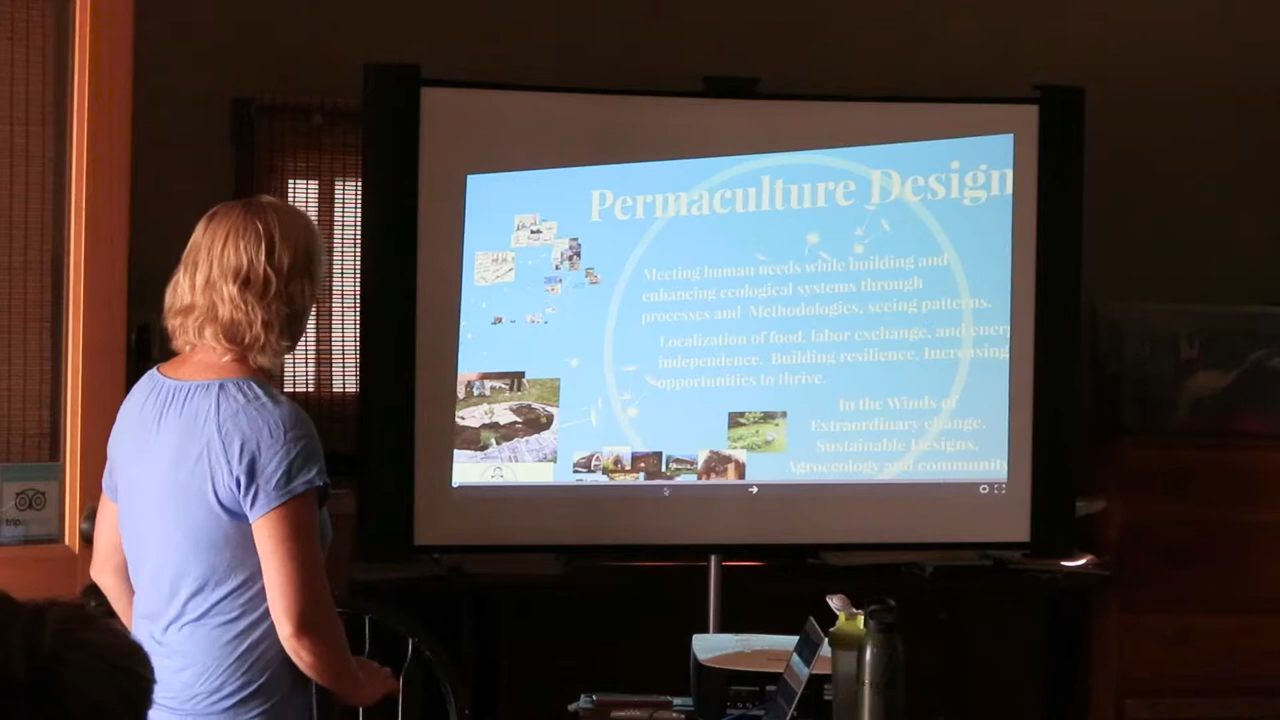 Permaculture Design
Meeting human needs while building and
enhancing ecological systems through
processes and Methodologies, seeing patterns.
Localization of food, labor exchange, and energ
independence. Building resilience, Increasing
opportunities to thrive.
In the Winds of
Extraordinary change,
Sustainable Designs,
Agroecology and community
trip